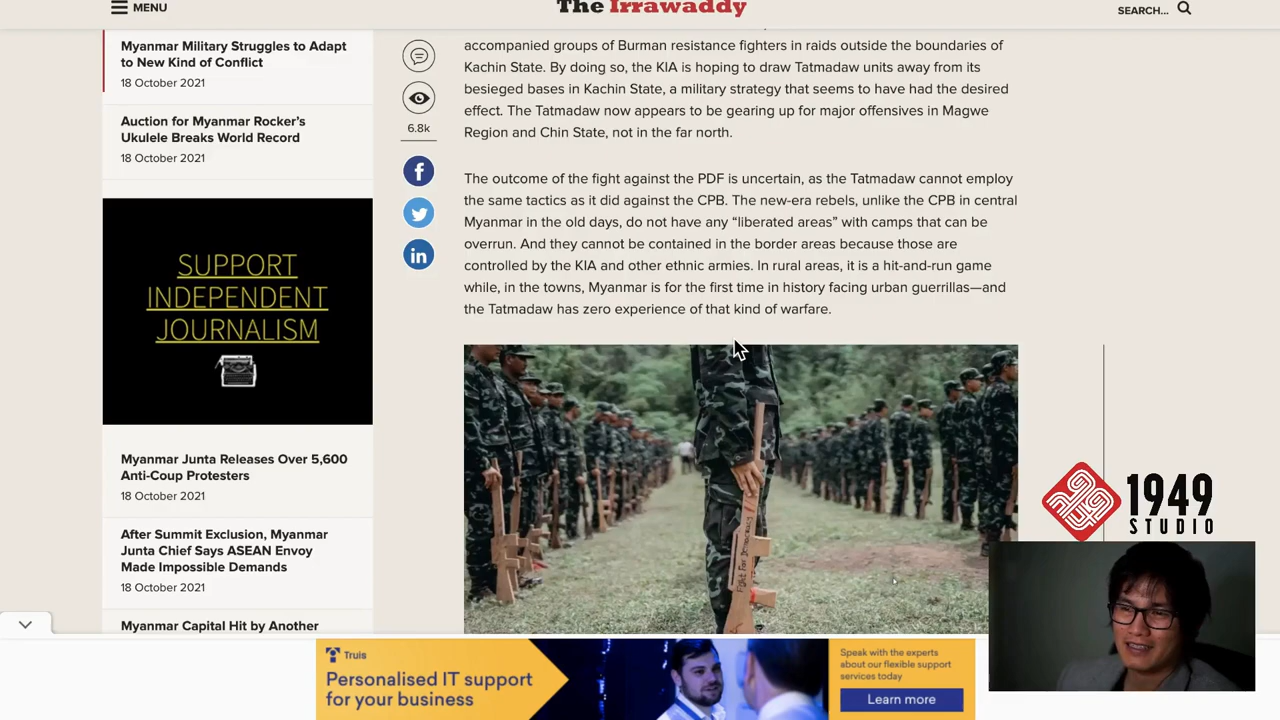 MENU
The Irrawaddy
SEARCH...
Myanmar Military Struggles to Adapt
to New Kind of Conflict
18 October 2021
Auction for Myanmar Rocker's
Ukulele Breaks World Record
18 October 2021
SUPPORT
INDEPENDENT
JOURNALISM
Myanmar Junta Releases Over 5,600
Anti-Coup Protesters
18 October 2021
After Summit Exclusion, Myanmar
Junta Chief Says ASEAN Envoy
Made Impossible Demands
18 October 2021
Myanmar Capital Hit by Another
6.8k
accompanied groups of Burman resistance fighters in raids outside the boundaries of
Kachin State. By doing so, the KIA is hoping to draw Tatmadaw units away from its
besieged bases in Kachin State, a military strategy that seems to have had the desired
effect. The Tatmadaw now appears to be gearing up for major offensives in Magwe
Region and Chin State, not in the far north.
The outcome of the fight against the PDF is uncertain, as the Tatmadaw cannot employ
the same tactics as it did against the CPB. The new-era rebels, unlike the CPB in central
Myanmar in the old days, do not have any “liberated areas” with camps that can be
overrun. And they cannot be contained in the border areas because those are
controlled by the KIA and other ethnic armies. In rural areas, it is a hit-and-run game
while, in the towns, Myanmar is for the first time in history facing urban guerrillas—and
the Tatmadaw has zero experience of that kind of warfare.
Fight For Democracy
1949
STUDIO
Truis
Personalised IT support
for your business
Speak with the experts
about our flexible support
services today
Learn more